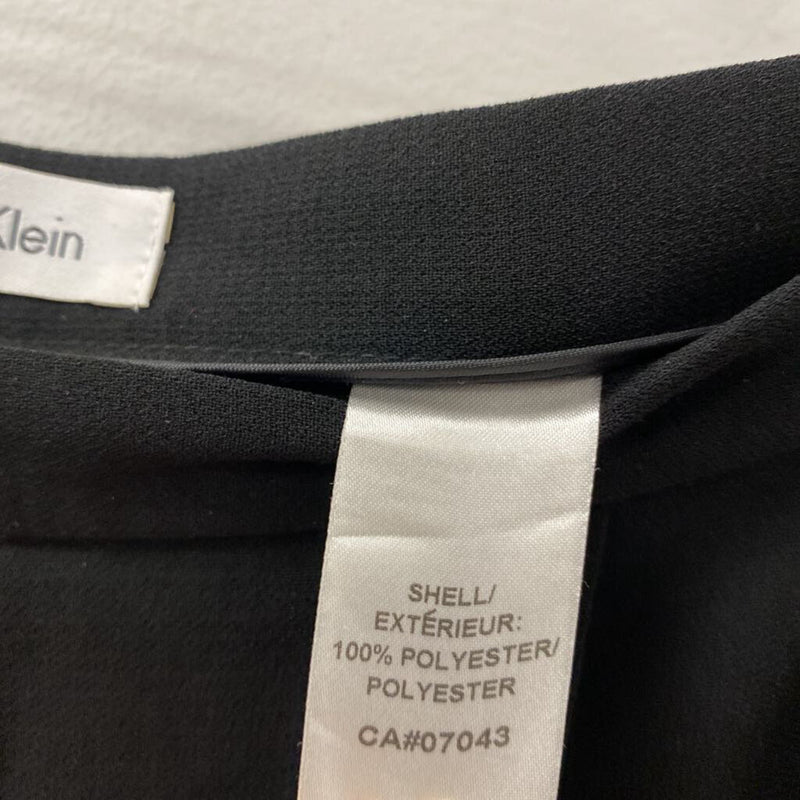 Klein
SHELL/
EXTÉRIEUR:
100% POLYESTER/
POLYESTER
CA#07043